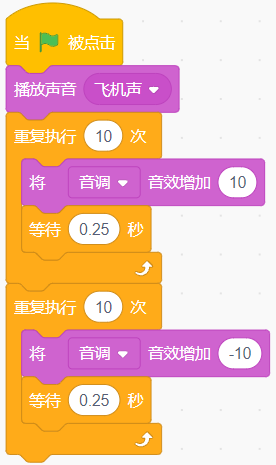 当 被点击
播放声音 飞机声
重复执行 10 次
将 音调 音效增加 10
等待 0.25 秒
重复执行 10 次
将 音调 音效增加 -10
等待 0.25 秒